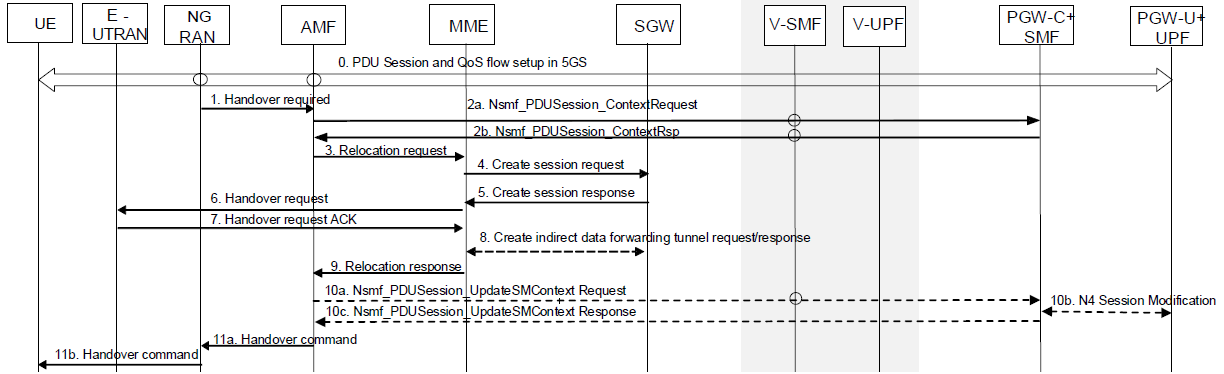 UE
E -
UTRAN
NG
RAN
AMF
MME
SGW
V-SMF
V-UPF
PGW-C+
SMF
PGW-U+
UPF
0. PDU Session and QoS flow setup in 5GS
1. Handover required
2a. Nsmf_PDUSession_ContextRequest
2b. Nsmf_PDUSession_ContextRsp
3. Relocation request
4. Create session request
5. Create session response
6. Handover request
7. Handover request ACK
8. Create indirect data forwarding tunnel request/response
9. Relocation response
10a. Nsmf_PDUSession_UpdateSMContext Request
10b. N4 Session Modification
10c. Nsmf_PDUSession_UpdateSMContext Response
11a. Handover command
11b. Handover command